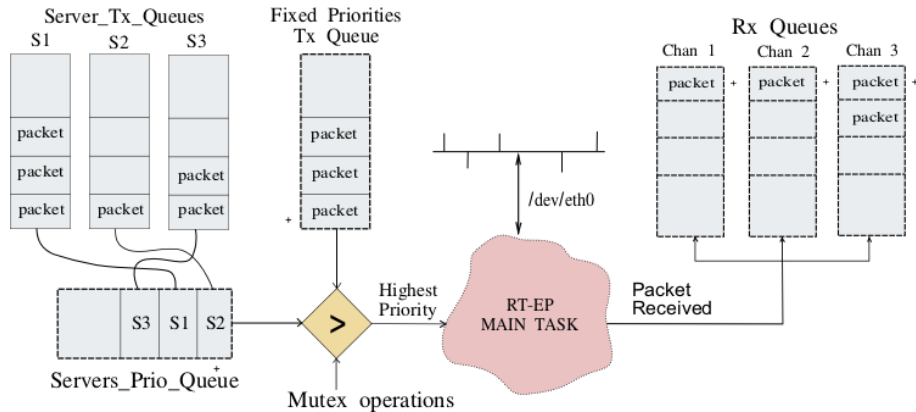 Server_Tx_Queues
S1
S2
S3
packet
packet
packet
packet
packet
packet
Fixed Priorities
Tx Queue
packet
packet
packet
+
Rx Queues
Chan 1
Chan 2
Chan 3
packet
+
packet
+
packet
+
packet
/dev/eth0
S3
S1
S2
+
Servers_Prio_Queue
>
Highest
Priority
RT-EP
MAIN TASK
Packet
Received
Mutex operations